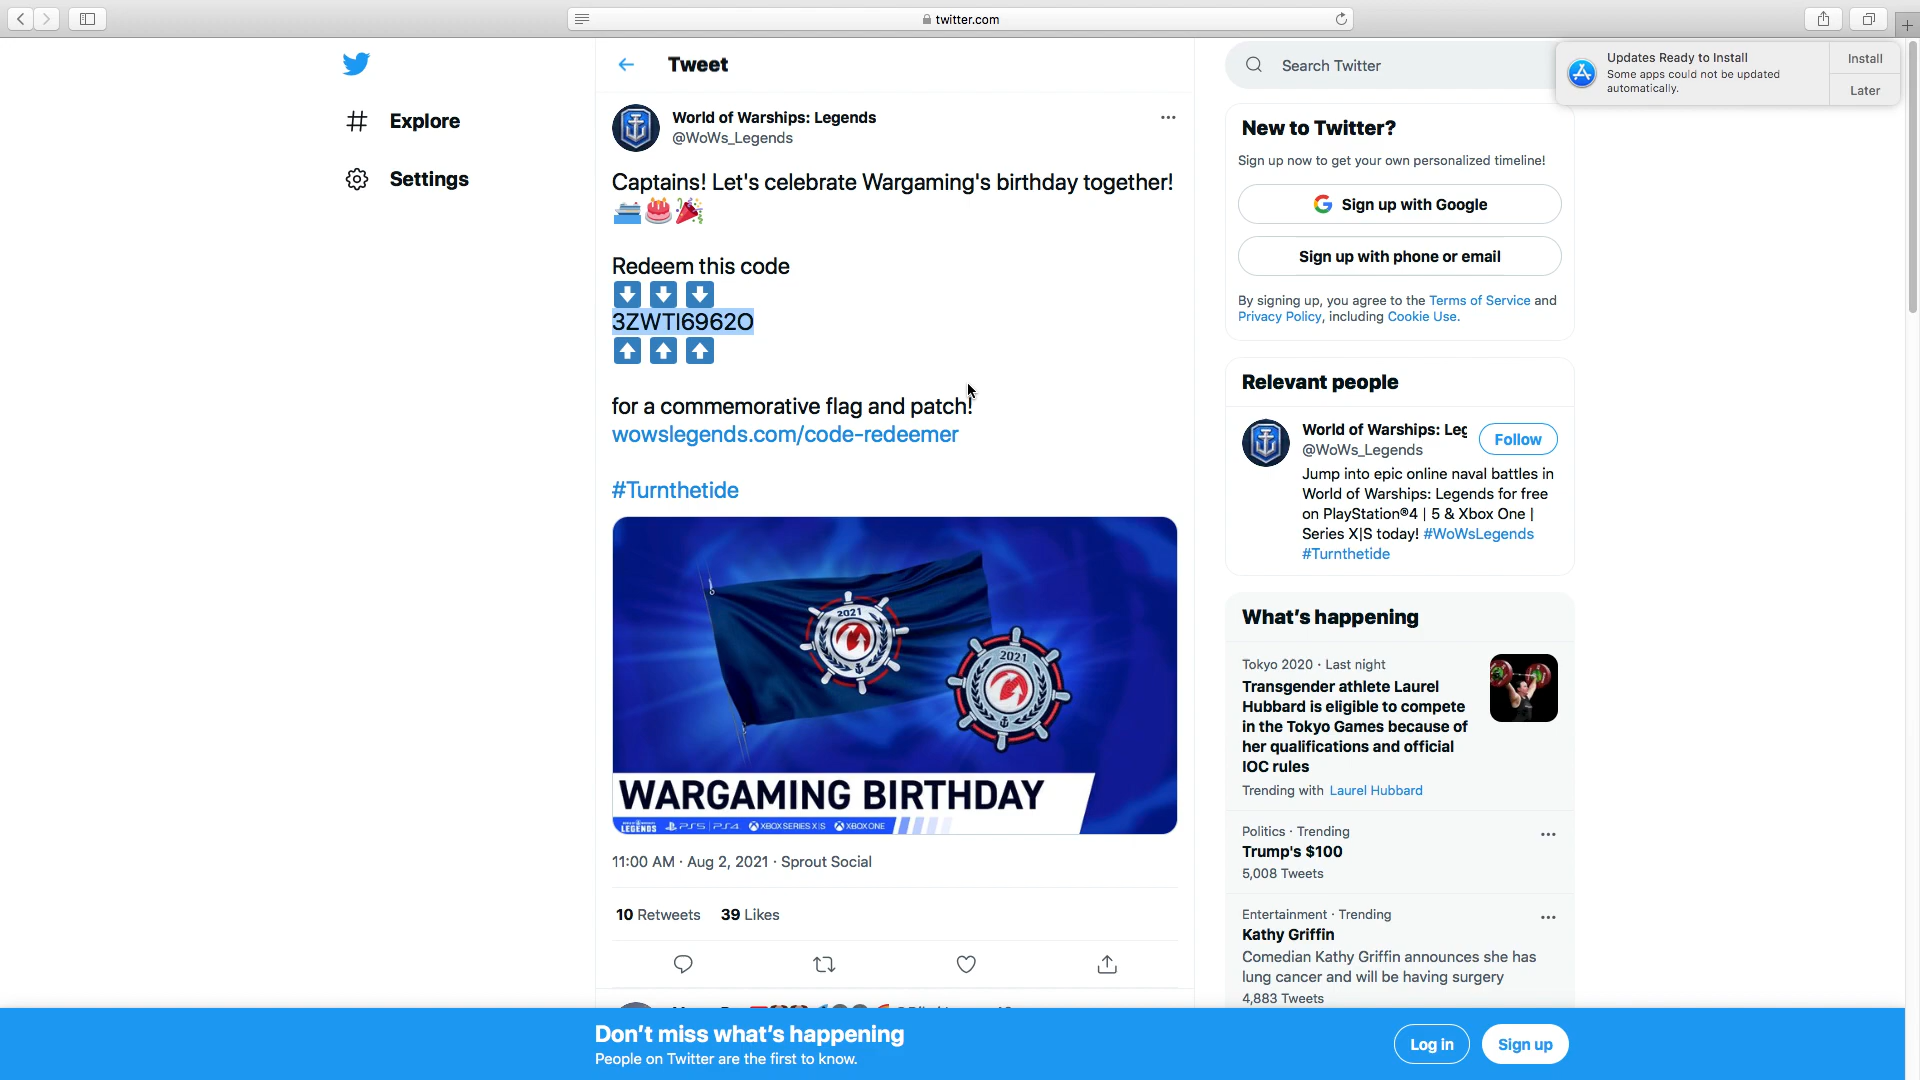 twitter.com
Tweet
Explore
Settings
World of Warships: Legends
@WoWs_Legends
Captains! Let's celebrate Wargaming's birthday together!
Redeem this code
3ZWTI6962O
for a commemorative flag and patch!
wowslegends.com/code-redeemer
#Turnthetide
2021
2021
WARGAMING BIRTHDAY
LEGENDS PS5 | PS4 XBOX SERIES X|S XBOX ONE
11:00 AM · Aug 2, 2021 · Sprout Social
10 Retweets 39 Likes
Search Twitter
Updates Ready to Install
Some apps could not be updated
automatically.
Install
Later
New to Twitter?
Sign up now to get your own personalized timeline!
Sign up with Google
Sign up with phone or email
By signing up, you agree to the Terms of Service and
Privacy Policy, including Cookie Use.
Relevant people
World of Warships: Leg
@WoWs_Legends
Follow
Jump into epic online naval battles in
World of Warships: Legends for free
on PlayStation®4 | 5 & Xbox One |
Series X|S today! #WoWsLegends
#Turnthetide
What's happening
Tokyo 2020 · Last night
Transgender athlete Laurel
Hubbard is eligible to compete
in the Tokyo Games because of
her qualifications and official
IOC rules
Trending with Laurel Hubbard
Politics · Trending
Trump's $100
5,008 Tweets
Entertainment · Trending
Kathy Griffin
Comedian Kathy Griffin announces she has
lung cancer and will be having surgery
4,883 Tweets
Don't miss what's happening
People on Twitter are the first to know.
Log in
Sign up